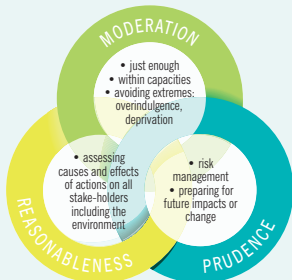 MODERATION
• just enough
• within capacities
• avoiding extremes:
overindulgence,
deprivation
• assessing
causes and effects
of actions on all
stake-holders
including the
environment
• risk
management
• preparing for
future impacts or
change
REASONABLENESS
PRUDENCE